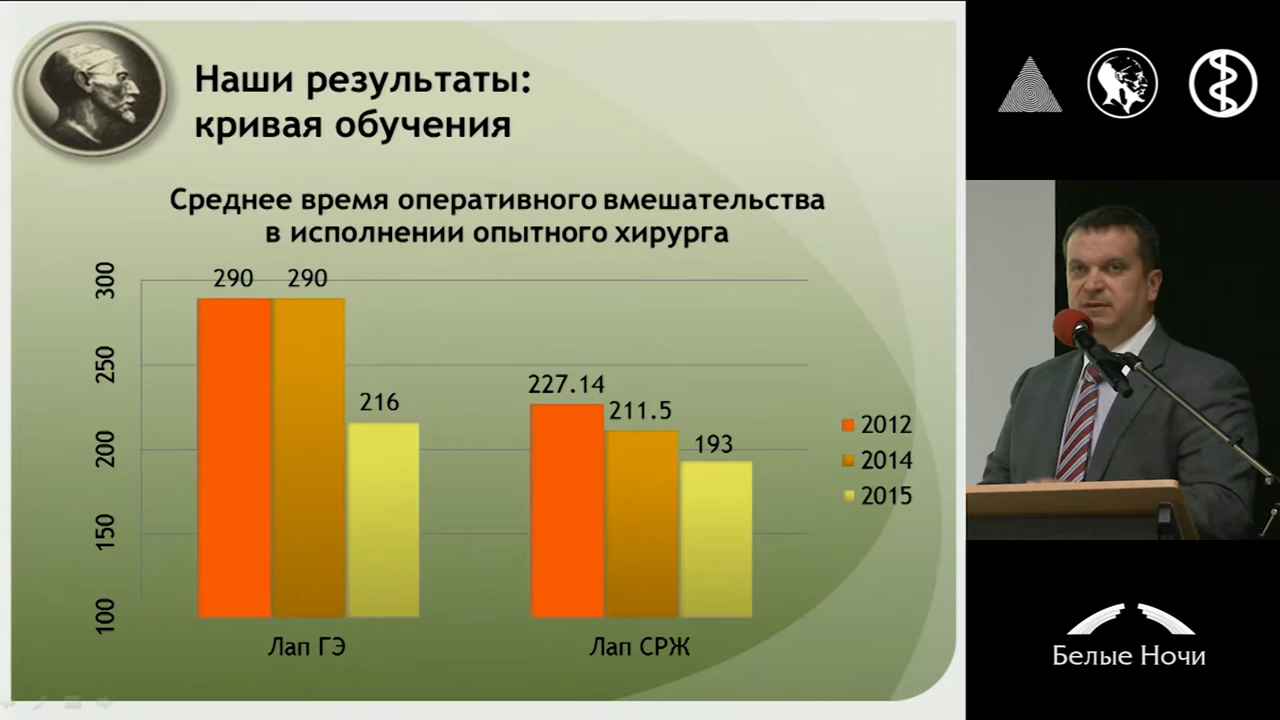 Наши результаты:
кривая обучения
Среднее время оперативного вмешательства
в исполнении опытного хирурга
300
250
200
150
100
290
290
216
227.14
211.5
193
Лап ГЭ
Лап СРЖ
2012
2014
2015
Белые Ночи